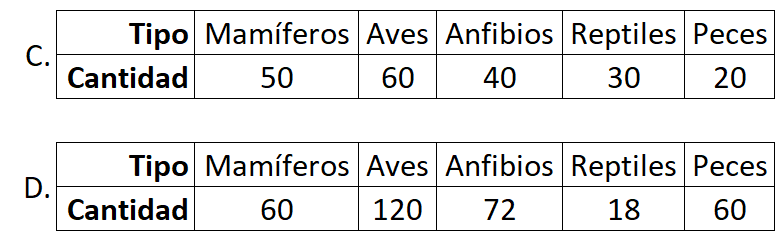 C.
Tipo Mamíferos Aves Anfibios Reptiles Peces
Cantidad 50 60 40 30 20
D.
Tipo Mamíferos Aves Anfibios Reptiles Peces
Cantidad 60 120 72 18 60